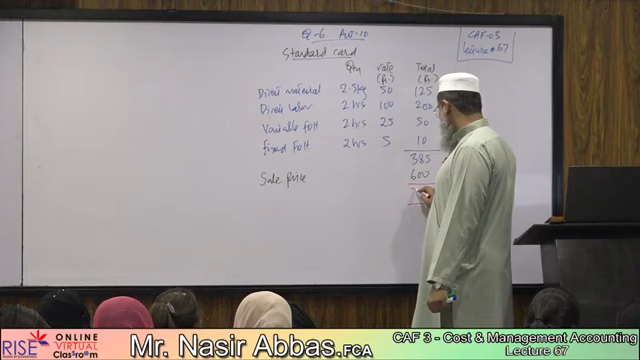 Q-6 Aut-10
CAF-03
Lecture # 67
Standard card
Qty rate Total
(Rs.) (Rs.)
Direct material 2.5kg 50 125
Direct labor 2 hrs 100 200
Variable FOH 2 hrs 25 50
fixed FOH 2 hrs 5 10
385
Sale price 600
RISE ONLINE VIRTUAL Classroom
Mr. Nasir Abbas.FCA
CAF 3 - Cost & Management Accounting
Lecture 67